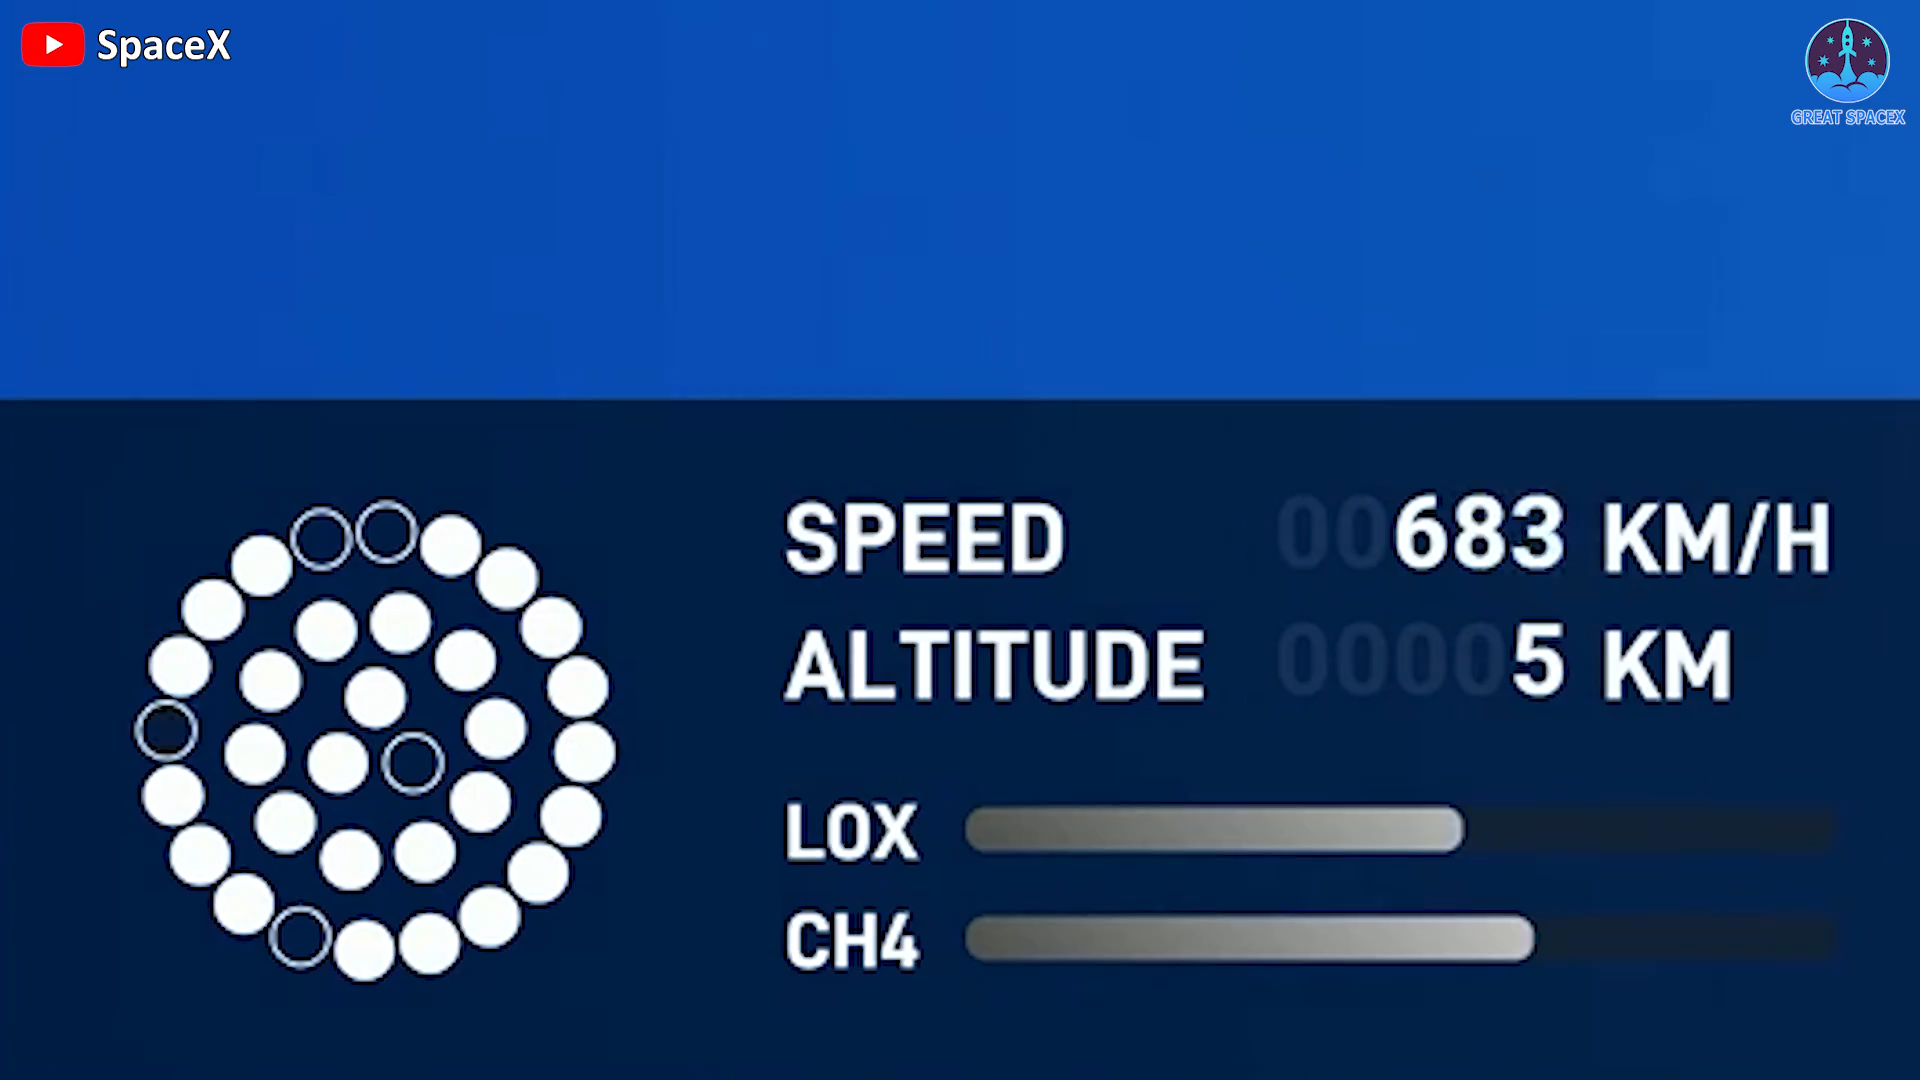 SpaceX
GREAT SPACEX
SPEED 00683 KM/H
ALTITUDE 00005 KM
LOX
CH4